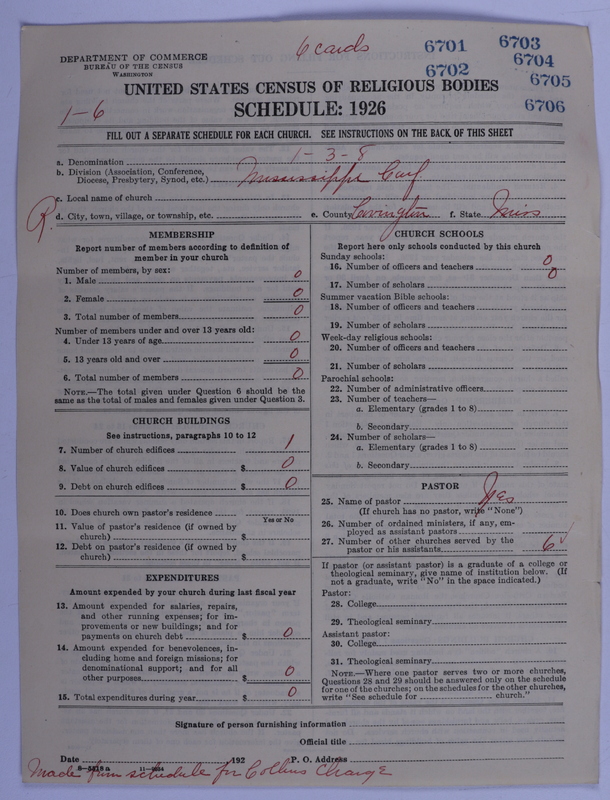 6 cards
6701 6703
6702 6704
6705
6706
DEPARTMENT OF COMMERCE
BUREAU OF THE CENSUS
WASHINGTON
UNITED STATES CENSUS OF RELIGIOUS BODIES
1-6
SCHEDULE: 1926
FILL OUT A SEPARATE SCHEDULE FOR EACH CHURCH. SEE INSTRUCTIONS ON THE BACK OF THIS SHEET
a. Denomination 1-3-8
b. Division (Association, Conference,
Diocese, Presbytery, Synod, etc.) Mississippi Conf
c. Local name of church
R.
d. City, town, village, or township, etc. e. County Covington f. State Miss
MEMBERSHIP
Report number of members according to definition of
member in your church
Number of members, by sex:
1. Male 0
2. Female 0
3. Total number of members 0
Number of members under and over 13 years old:
4. Under 13 years of age 0
5. 13 years old and over 0
6. Total number of members 0
NOTE.—The total given under Question 6 should be the
same as the total of males and females given under Question 3.
CHURCH BUILDINGS
See instructions, paragraphs 10 to 12
7. Number of church edifices 1
8. Value of church edifices $ 0
9. Debt on church edifices $ 0
10. Does church own pastor's residence
Yes or No
11. Value of pastor's residence (if owned by
church) $
12. Debt on pastor's residence (if owned by
church) $
EXPENDITURES
Amount expended by your church during last fiscal year
13. Amount expended for salaries, repairs,
and other running expenses; for im-
provements or new buildings; and for
payments on church debt $ 0
14. Amount expended for benevolences, in-
cluding home and foreign missions; for
denominational support; and for all
other purposes $ 0
15. Total expenditures during year $ 0
CHURCH SCHOOLS
Report here only schools conducted by this church
Sunday schools:
16. Number of officers and teachers 0
17. Number of scholars 0
Summer vacation Bible schools:
18. Number of officers and teachers
19. Number of scholars
Week-day religious schools:
20. Number of officers and teachers
21. Number of scholars
Parochial schools:
22. Number of administrative officers
23. Number of teachers—
a. Elementary (grades 1 to 8)
b. Secondary
24. Number of scholars—
a. Elementary (grades 1 to 8)
b. Secondary
PASTOR
25. Name of pastor Yes
(If church has no pastor, write "None")
26. Number of ordained ministers, if any, em-
ployed as assistant pastors
27. Number of other churches served by the
pastor or his assistants 6 ✓
If pastor (or assistant pastor) is a graduate of a college or
theological seminary, give name of institution below. (If
not a graduate, write "No" in the space indicated.)
Pastor:
28. College
29. Theological seminary
Assistant pastor:
30. College
31. Theological seminary
NOTE.—Where one pastor serves two or more churches,
Questions 28 and 29 should be answered only on the schedule
for one of the churches; on the schedules for the other churches,
write "See schedule for church."
Signature of person furnishing information
Official title
Date , 192 P. O. Address
11—9024
Made from schedule for Collins Charge